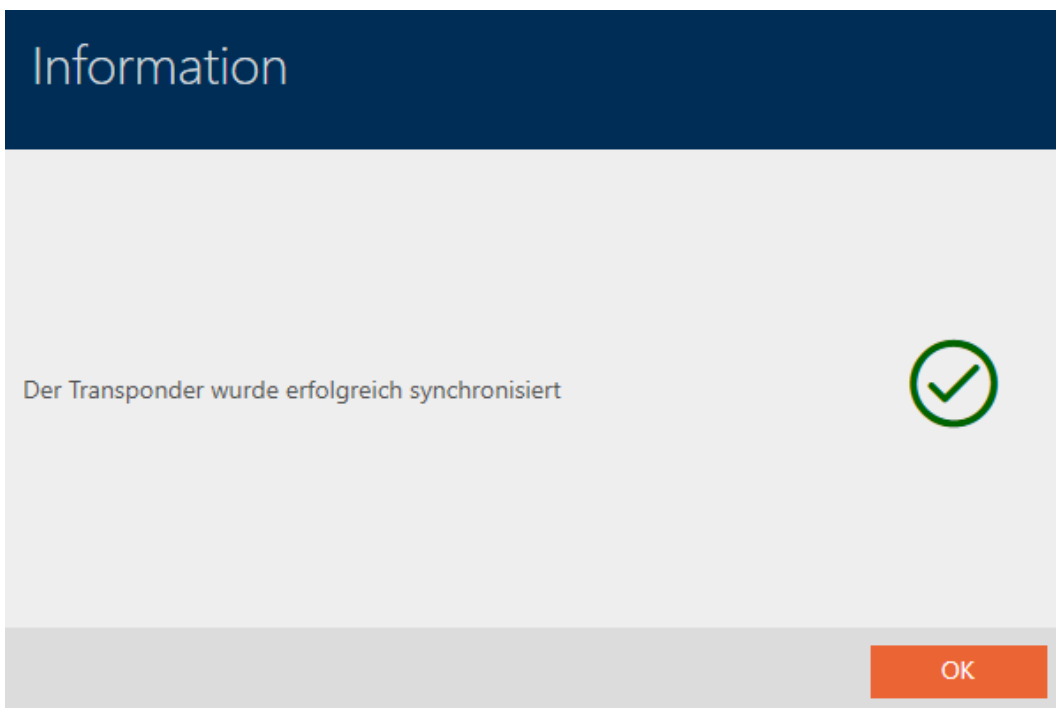 Information
Der Transponder wurde erfolgreich synchronisiert
OK